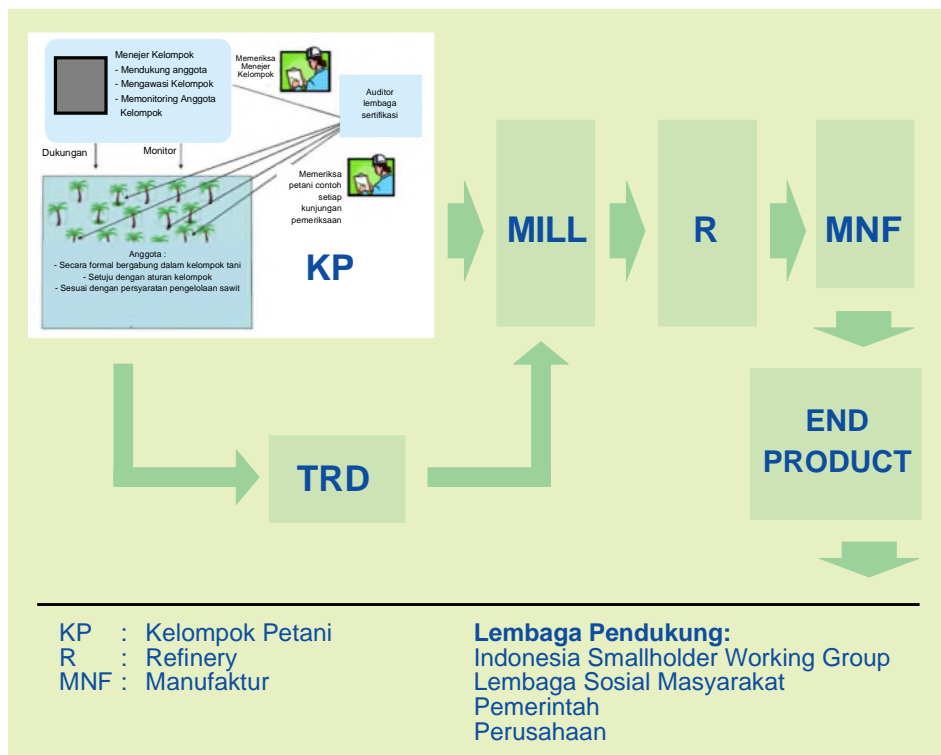 Menejer Kelompok
- Mendukung anggota
- Mengawasi Kelompok
- Memonitoring Anggota
Kelompok
Memeriksa
Menejer
Kelompok
Auditor
lembaga
sertifikasi
Dukungan
Monitor
Memeriksa
petani contoh
setiap
kunjungan
pemeriksaan
Anggota :
- Secara formal bergabung dalam kelompok tani
- Setuju dengan aturan kelompok
- Sesuai dengan persyaratan pengelolaan sawit
KP
MILL
R
MNF
END
PRODUCT
TRD
KP : Kelompok Petani
R : Refinery
MNF : Manufaktur
Lembaga Pendukung:
Indonesia Smallholder Working Group
Lembaga Sosial Masyarakat
Pemerintah
Perusahaan